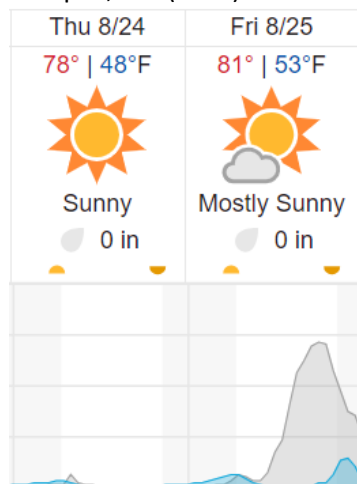 Thu 8/24 Fri 8/25
78° | 48°F 81° | 53°F
Sunny Mostly Sunny
0 in 0 in